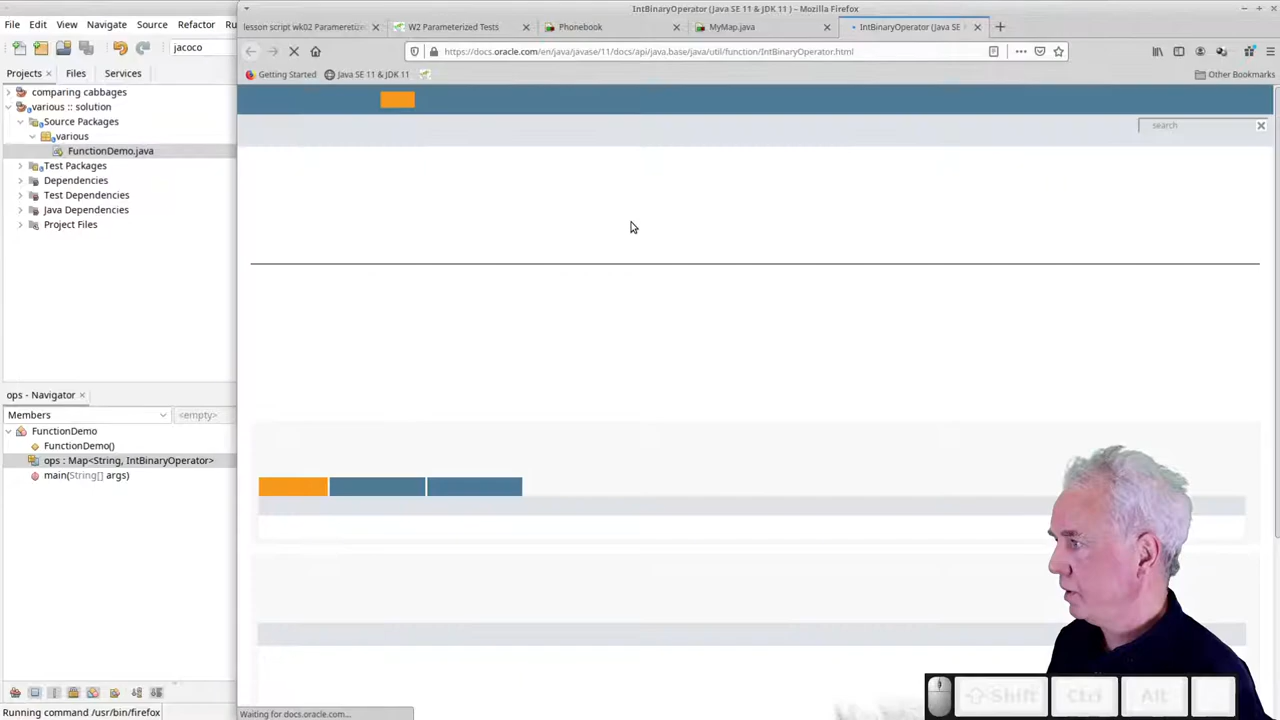 IntBinaryOperator (Java SE 11 & JDK 11 ) – Mozilla Firefox
File Edit View Navigate Source Refactor
lesson script wk02 Parameretiz
W2 Parameterized Tests
Phonebook
MyMap.java
IntBinaryOperator (Java SE
jacoco
https://docs.oracle.com/en/java/javase/11/docs/api/java.base/java/util/function/IntBinaryOperator.html
Projects
Files
Services
Getting Started
Java SE 11 & JDK 11
Other Bookmarks
comparing cabbages
various :: solution
Source Packages
various
FunctionDemo.java
Test Packages
Dependencies
Test Dependencies
Java Dependencies
Project Files
search
ops - Navigator
Members
<empty>
FunctionDemo
FunctionDemo()
ops : Map<String, IntBinaryOperator>
main(String[] args)
Shift
Ctrl
Alt
Running command /usr/bin/firefox
Waiting for docs.oracle.com...